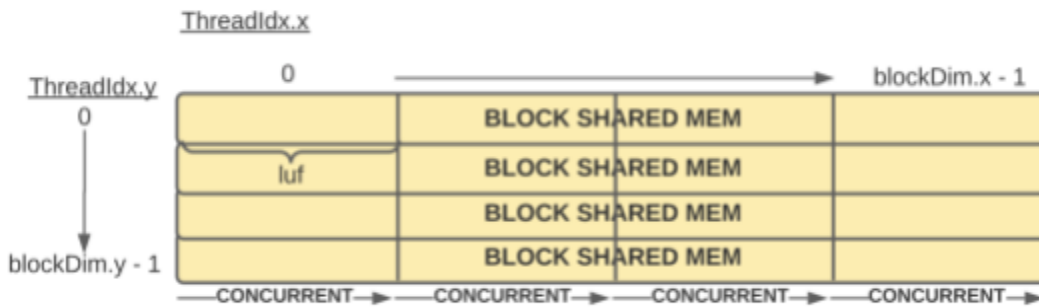 ThreadIdx.x
0
blockDim.x - 1
ThreadIdx.y
0
BLOCK SHARED MEM
luf
BLOCK SHARED MEM
BLOCK SHARED MEM
blockDim.y - 1
BLOCK SHARED MEM
CONCURRENT CONCURRENT CONCURRENT CONCURRENT